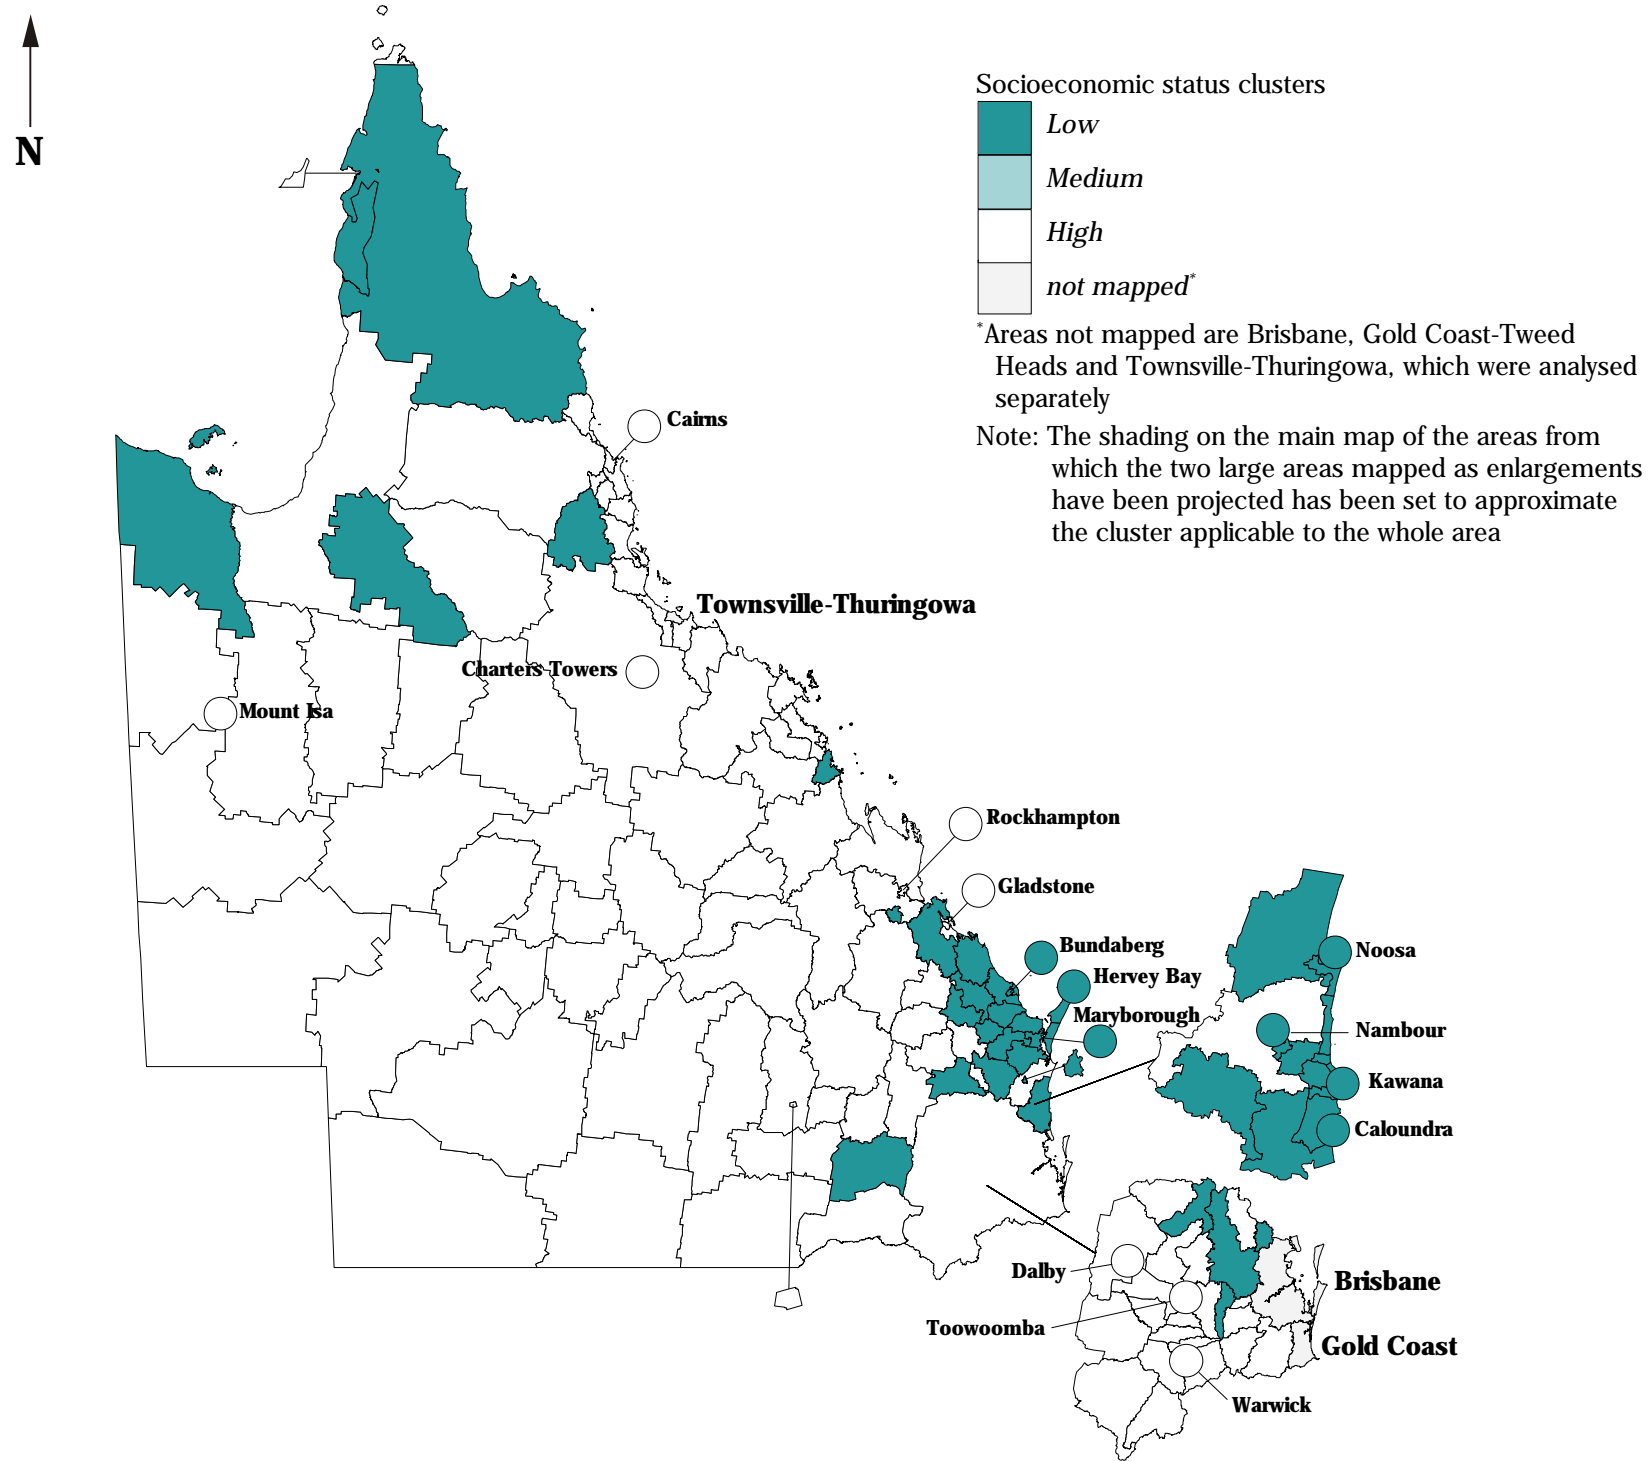 N
Socioeconomic status clusters
Low
Medium
High
not mapped*
*Areas not mapped are Brisbane, Gold Coast-Tweed
Heads and Townsville-Thuringowa, which were analysed
separately
Note: The shading on the main map of the areas from
which the two large areas mapped as enlargements
have been projected has been set to approximate
the cluster applicable to the whole area
Cairns
Townsville-Thuringowa
Charters Towers
Mount Isa
Rockhampton
Gladstone
Bundaberg
Hervey Bay
Maryborough
Noosa
Nambour
Kawana
Caloundra
Dalby
Brisbane
Toowoomba
Gold Coast
Warwick